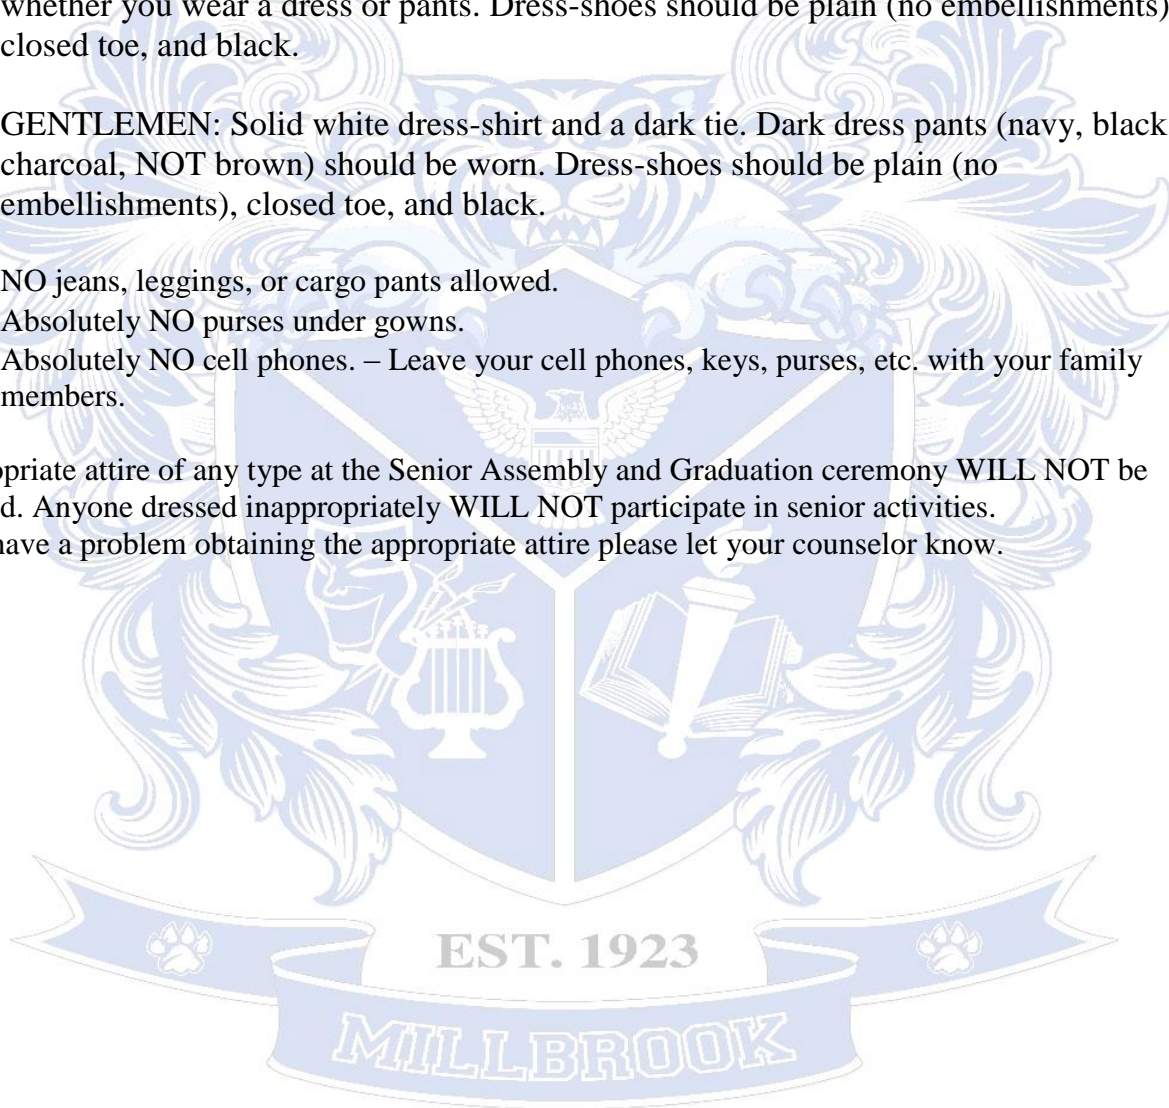 whether you wear a dress or pants. Dress-shoes should be plain (no embellishments)
closed toe, and black.
GENTLEMEN: Solid white dress-shirt and a dark tie. Dark dress pants (navy, black
charcoal, NOT brown) should be worn. Dress-shoes should be plain (no
embellishments), closed toe, and black.
NO jeans, leggings, or cargo pants allowed.
Absolutely NO purses under gowns.
Absolutely NO cell phones. – Leave your cell phones, keys, purses, etc. with your family
members.
opriate attire of any type at the Senior Assembly and Graduation ceremony WILL NOT be
d. Anyone dressed inappropriately WILL NOT participate in senior activities.
have a problem obtaining the appropriate attire please let your counselor know.
EST. 1923
MILLBROOK